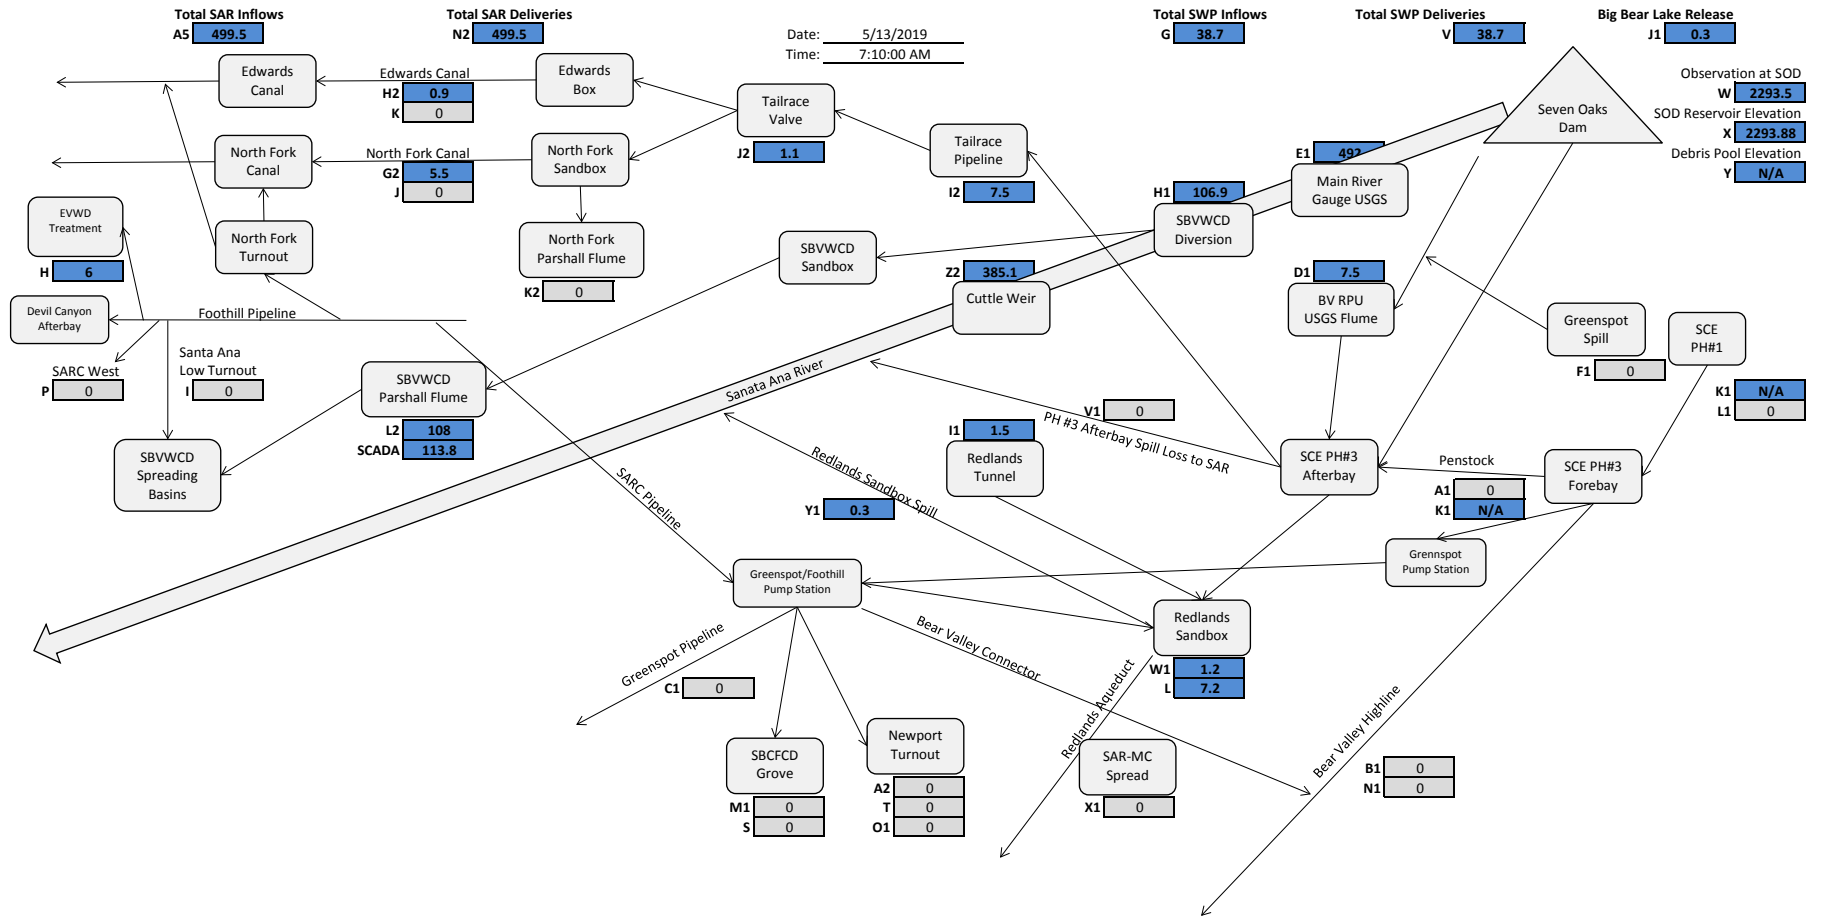 Total SAR Inflows
A5 499.5
Total SAR Deliveries
N2 499.5
Date: 5/13/2019
Time: 7:10:00 AM
Total SWP Inflows
G 38.7
Total SWP Deliveries
V 38.7
Big Bear Lake Release
J1 0.3
Observation at SOD
W 2293.5
SOD Reservoir Elevation
X 2293.88
Debris Pool Elevation
Y N/A
Seven Oaks
Dam
Edwards
Canal
Edwards Canal
H2 0.9
K 0
Edwards
Box
Tailrace
Valve
J2 1.1
Tailrace
Pipeline
I2 7.5
E1 492
Main River
Gauge USGS
H1 106.9
SBVWCD
Diversion
North Fork
Canal
North Fork Canal
G2 5.5
J 0
North Fork
Sandbox
North Fork
Parshall Flume
K2 0
EVWD
Treatment
H 6
North Fork
Turnout
SBVWCD
Sandbox
Z2 385.1
Cuttle Weir
D1 7.5
BV RPU
USGS Flume
Greenspot
Spill
F1 0
SCE
PH#1
K1 N/A
L1 0
Devil Canyon
Afterbay
Foothill Pipeline
SARC West
P 0
Santa Ana
Low Turnout
I 0
SBVWCD
Parshall Flume
L2 108
SCADA 113.8
SBVWCD
Spreading
Basins
Sanata Ana River
V1 0
PH #3 Afterbay Spill Loss to SAR
I1 1.5
Redlands
Tunnel
Redlands Sandbox Spill
Y1 0.3
SARC Pipeline
SCE PH#3
Afterbay
Penstock
A1 0
K1 N/A
SCE PH#3
Forebay
Grennspot
Pump Station
Greenspot/Foothill
Pump Station
Redlands
Sandbox
W1 1.2
L 7.2
Greenspot Pipeline
C1 0
Bear Valley Connector
Redlands Aqueduct
Bear Valley Highline
SBCFCD
Grove
M1 0
S 0
Newport
Turnout
A2 0
T 0
O1 0
SAR-MC
Spread
X1 0
B1 0
N1 0